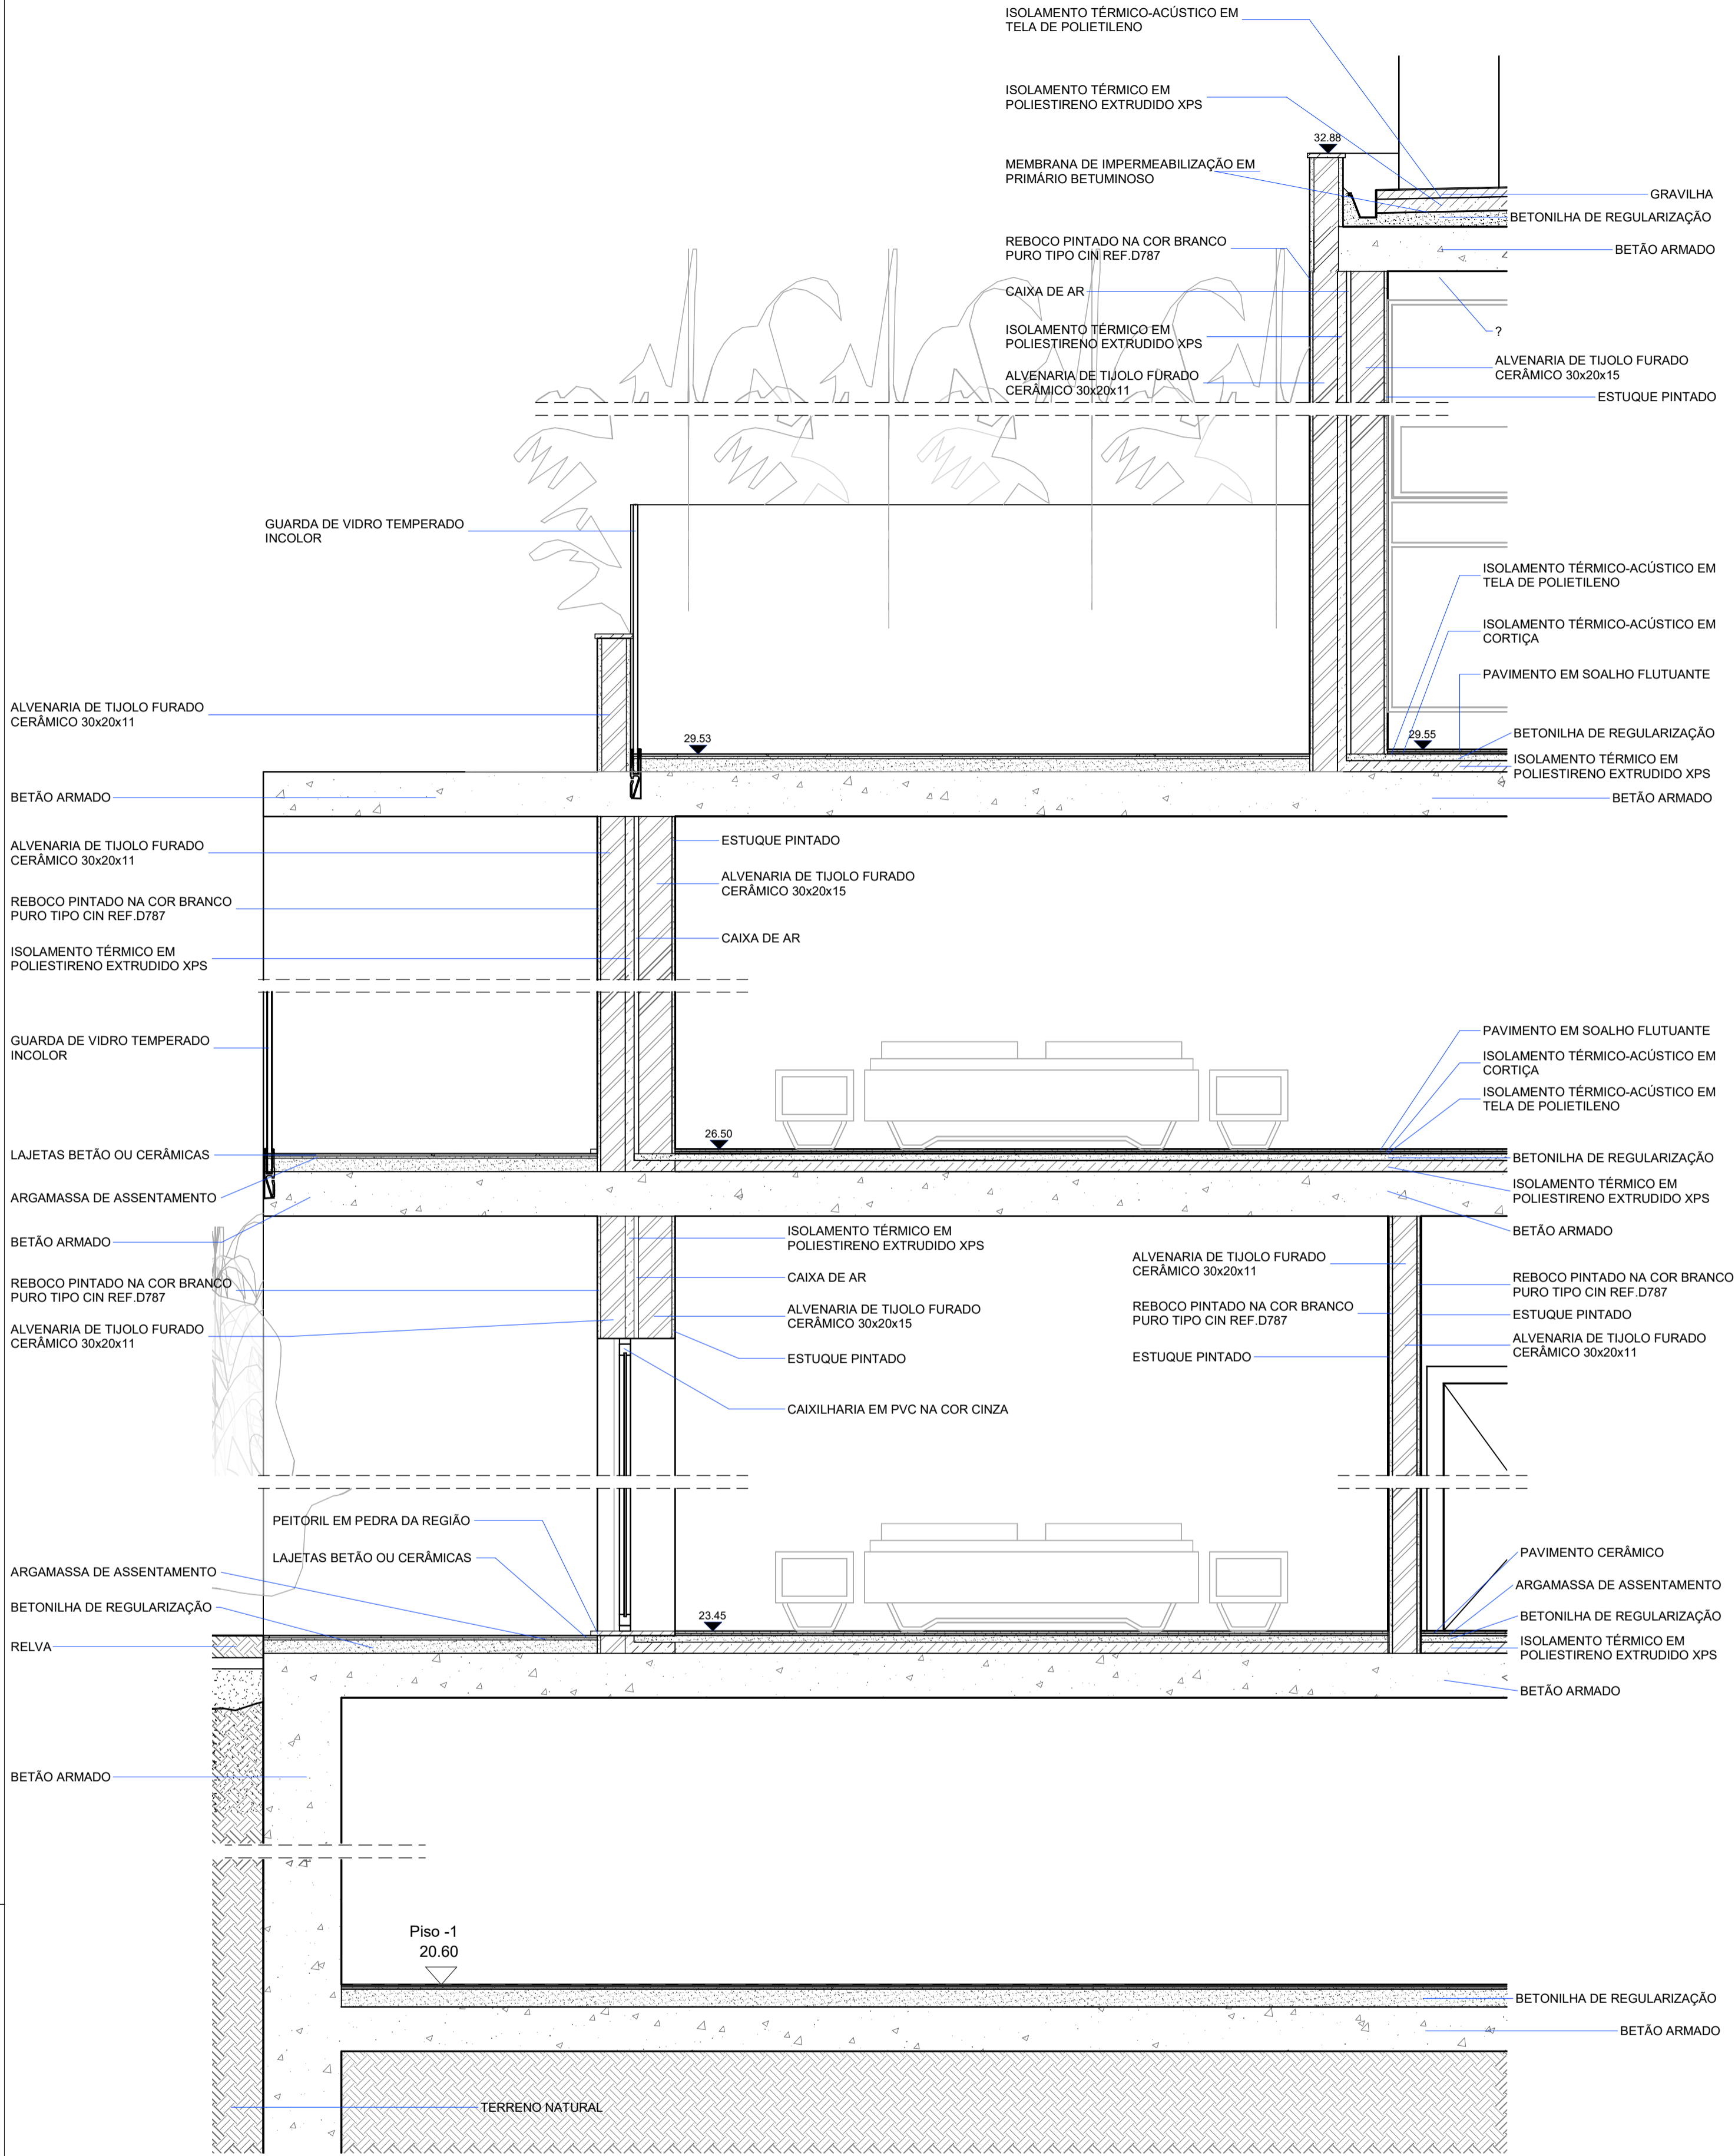 ISOLAMENTO TÉRMICO-ACÚSTICO EM
TELA DE POLIETILENO
ISOLAMENTO TÉRMICO EM
POLIESTIRENO EXTRUDIDO XPS
32.88
MEMBRANA DE IMPERMEABILIZAÇÃO EM
PRIMÁRIO BETUMINOSO
GRAVILHA
BETONILHA DE REGULARIZAÇÃO
REBOCO PINTADO NA COR BRANCO
PURO TIPO CIN REF.D787
BETÃO ARMADO
CAIXA DE AR
ISOLAMENTO TÉRMICO EM
POLIESTIRENO EXTRUDIDO XPS
?
ALVENARIA DE TIJOLO FURADO
CERÂMICO 30x20x11
ALVENARIA DE TIJOLO FURADO
CERÂMICO 30x20x15
ESTUQUE PINTADO
GUARDA DE VIDRO TEMPERADO
INCOLOR
ISOLAMENTO TÉRMICO-ACÚSTICO EM
TELA DE POLIETILENO
ISOLAMENTO TÉRMICO-ACÚSTICO EM
CORTIÇA
PAVIMENTO EM SOALHO FLUTUANTE
ALVENARIA DE TIJOLO FURADO
CERÂMICO 30x20x11
29.53
29.55
BETONILHA DE REGULARIZAÇÃO
ISOLAMENTO TÉRMICO EM
POLIESTIRENO EXTRUDIDO XPS
BETÃO ARMADO
BETÃO ARMADO
ALVENARIA DE TIJOLO FURADO
CERÂMICO 30x20x11
ESTUQUE PINTADO
ALVENARIA DE TIJOLO FURADO
CERÂMICO 30x20x15
REBOCO PINTADO NA COR BRANCO
PURO TIPO CIN REF.D787
CAIXA DE AR
ISOLAMENTO TÉRMICO EM
POLIESTIRENO EXTRUDIDO XPS
GUARDA DE VIDRO TEMPERADO
INCOLOR
PAVIMENTO EM SOALHO FLUTUANTE
ISOLAMENTO TÉRMICO-ACÚSTICO EM
CORTIÇA
ISOLAMENTO TÉRMICO-ACÚSTICO EM
TELA DE POLIETILENO
26.50
LAJETAS BETÃO OU CERÂMICAS
BETONILHA DE REGULARIZAÇÃO
ARGAMASSA DE ASSENTAMENTO
ISOLAMENTO TÉRMICO EM
POLIESTIRENO EXTRUDIDO XPS
BETÃO ARMADO
BETÃO ARMADO
ISOLAMENTO TÉRMICO EM
POLIESTIRENO EXTRUDIDO XPS
ALVENARIA DE TIJOLO FURADO
CERÂMICO 30x20x11
REBOCO PINTADO NA COR BRANCO
PURO TIPO CIN REF.D787
CAIXA DE AR
REBOCO PINTADO NA COR BRANCO
PURO TIPO CIN REF.D787
ALVENARIA DE TIJOLO FURADO
CERÂMICO 30x20x15
REBOCO PINTADO NA COR BRANCO
PURO TIPO CIN REF.D787
ESTUQUE PINTADO
ALVENARIA DE TIJOLO FURADO
CERÂMICO 30x20x11
ESTUQUE PINTADO
ESTUQUE PINTADO
ALVENARIA DE TIJOLO FURADO
CERÂMICO 30x20x11
CAIXILHARIA EM PVC NA COR CINZA
PEITORIL EM PEDRA DA REGIÃO
LAJETAS BETÃO OU CERÂMICAS
PAVIMENTO CERÂMICO
ARGAMASSA DE ASSENTAMENTO
ARGAMASSA DE ASSENTAMENTO
BETONILHA DE REGULARIZAÇÃO
23.45
BETONILHA DE REGULARIZAÇÃO
RELVA
ISOLAMENTO TÉRMICO EM
POLIESTIRENO EXTRUDIDO XPS
BETÃO ARMADO
BETÃO ARMADO
Piso -1
20.60
BETONILHA DE REGULARIZAÇÃO
BETÃO ARMADO
TERRENO NATURAL